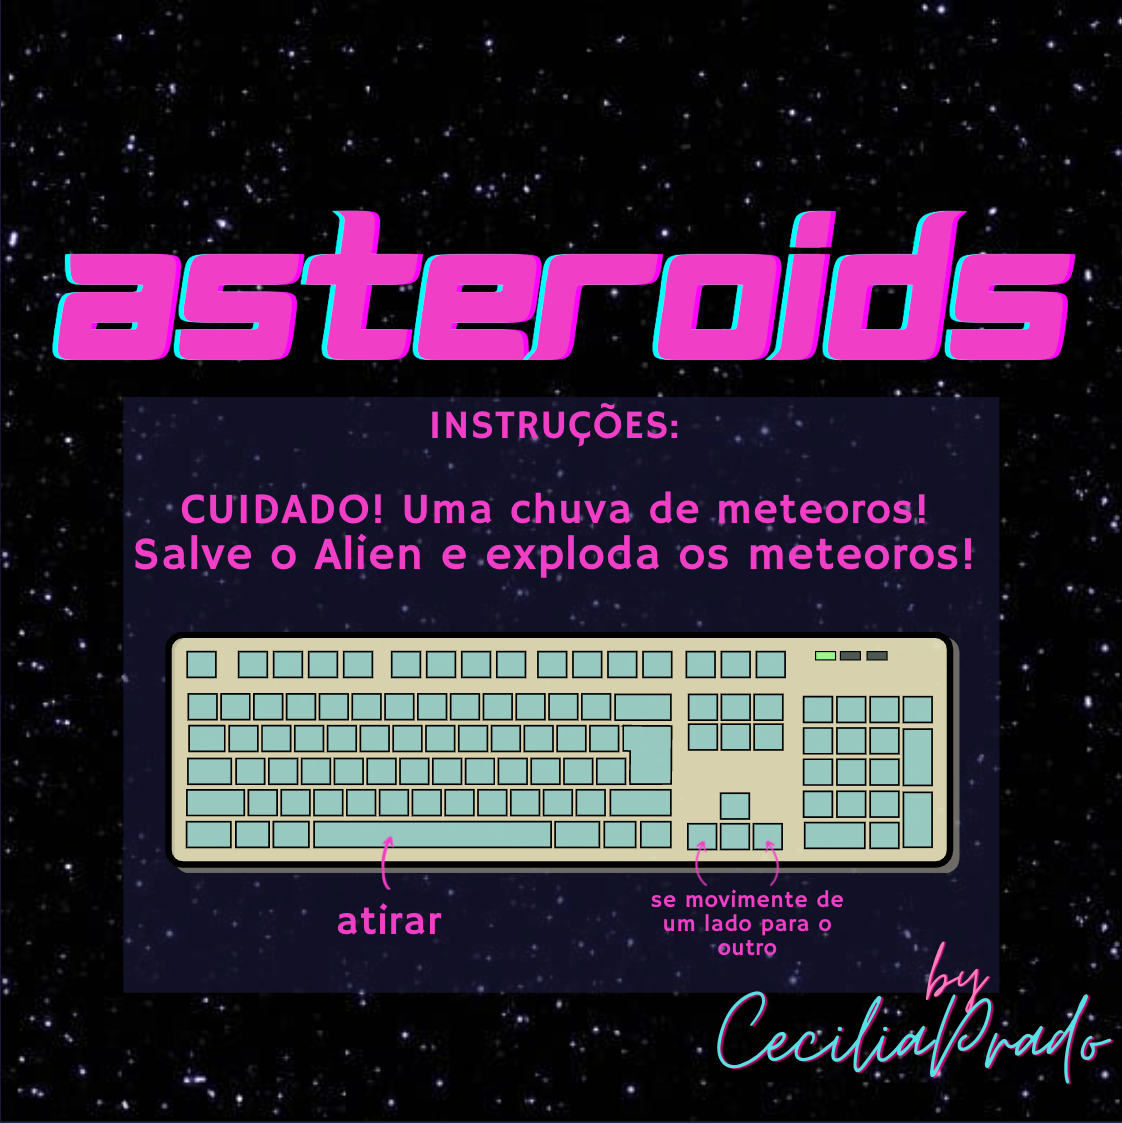 asteroids
INSTRUÇÕES:
CUIDADO! Uma chuva de meteoros!
Salve o Alien e exploda os meteoros!
atirar
se movimente de
um lado para o
outro
by
CeciliaPrado